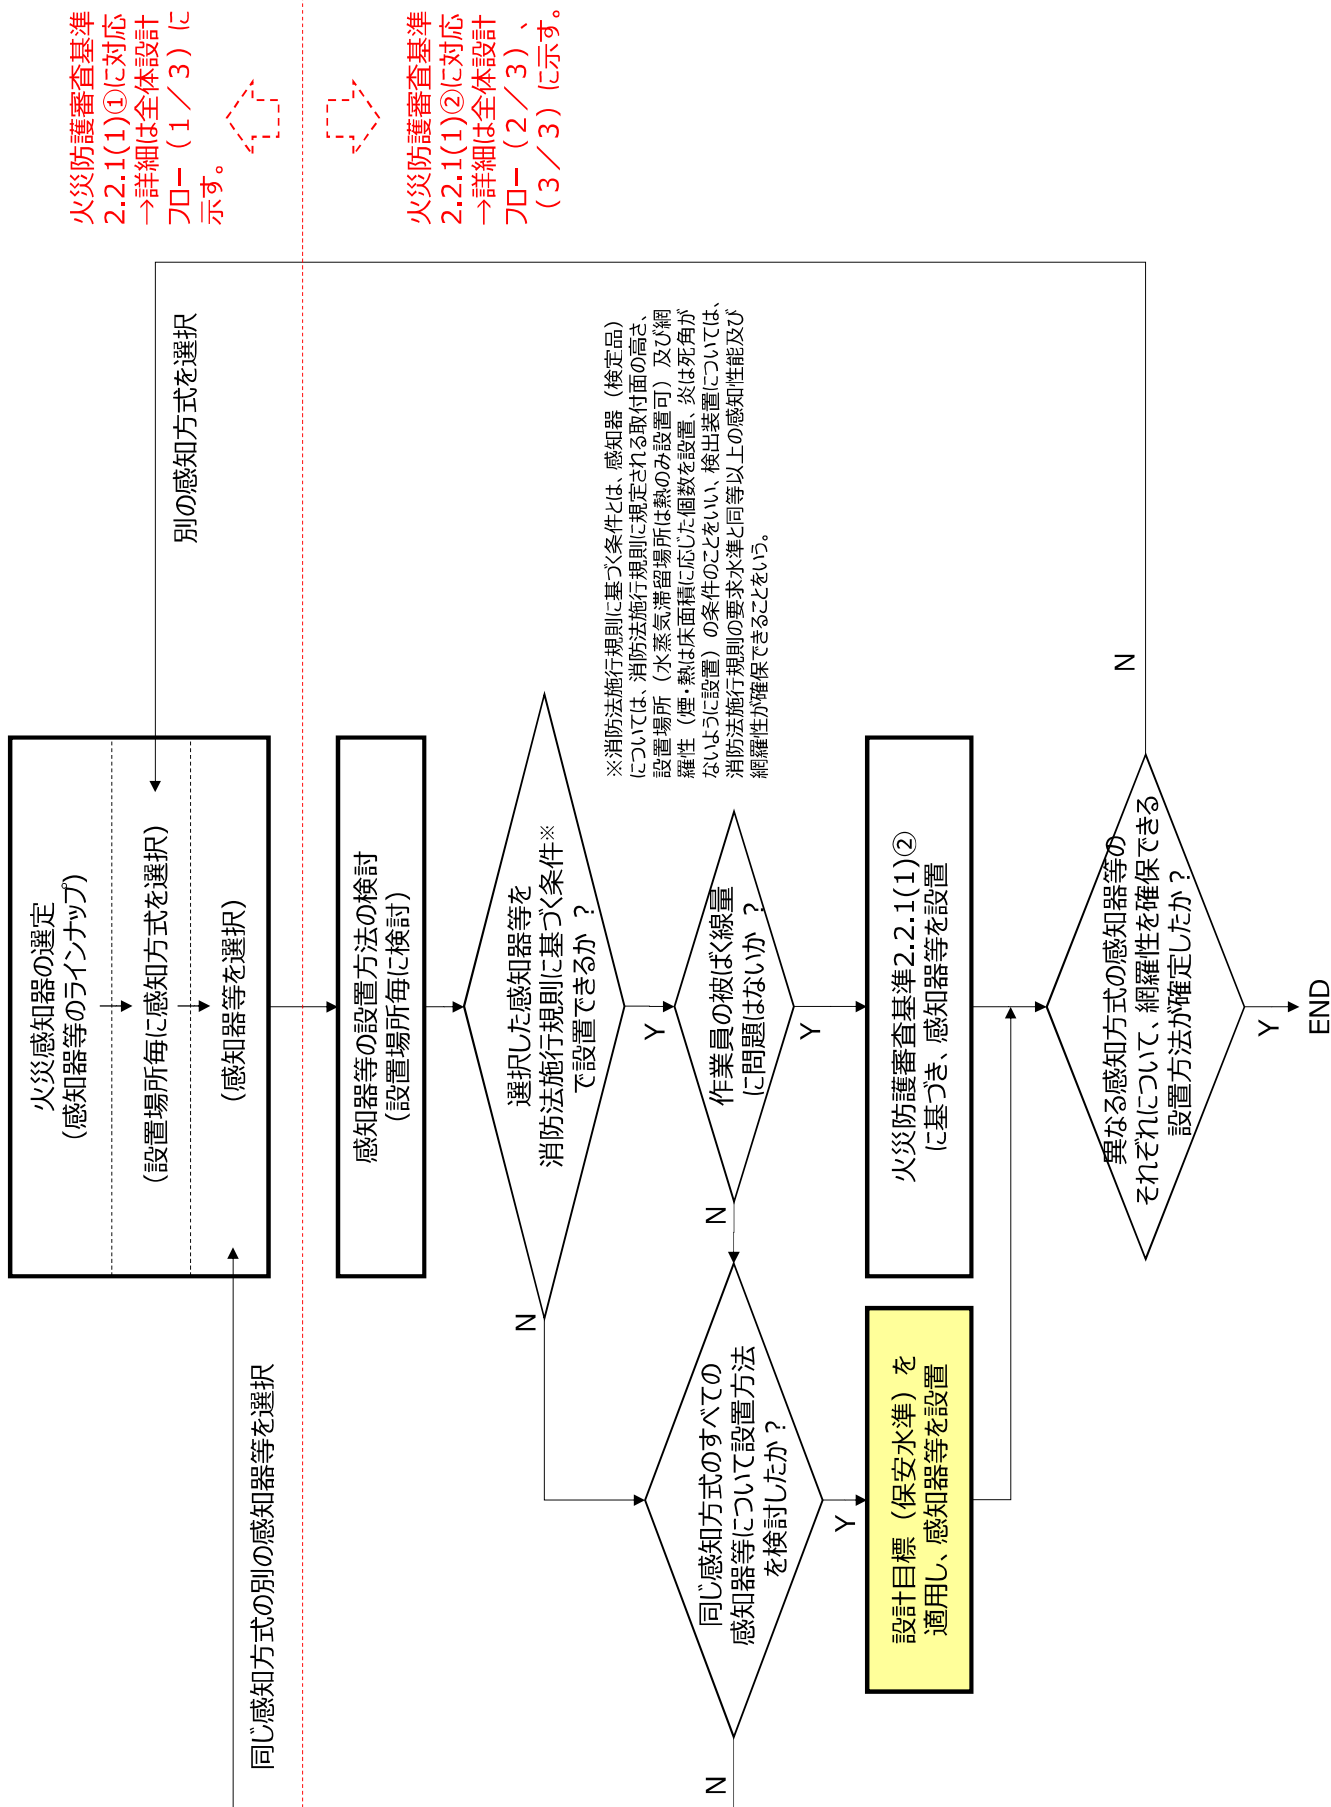 火災防護審査基準
2.2.1(1)①に対応
→詳細は全体設計
フロー（１／３）に
示す。
火災防護審査基準
2.2.1(1)②に対応
→詳細は全体設計
フロー（２／３）、
（３／３）に示す。
火災感知器の選定
（感知器等のラインナップ）
（設置場所毎に感知方式を選択）
（感知器等を選択）
別の感知方式を選択
同じ感知方式の別の感知器等を選択
感知器等の設置方法の検討
（設置場所毎に検討）
選択した感知器等を
消防法施行規則に基づく条件※
で設置できるか？
N
Y
※消防法施行規則に基づく条件とは、感知器（検定品）
については、消防法施行規則に規定される取付面の高さ、
設置場所（水蒸気滞留場所は熱のみ設置可）及び網
羅性（煙・熱は床面積に応じた個数を設置、炎は死角が
ないように設置）の条件のことをいい、検出装置については、
消防法施行規則の要求水準と同等以上の感知性能及び
網羅性が確保できることをいう。
作業員の被ばく線量
に問題はないか？
N
Y
同じ感知方式のすべての
感知器等について設置方法
を検討したか？
N
Y
火災防護審査基準2.2.1(1)②
に基づき、感知器等を設置
設計目標（保安水準）を
適用し、感知器等を設置
異なる感知方式の感知器等の
それぞれについて、網羅性を確保できる
設置方法が確定したか？
N
Y
END